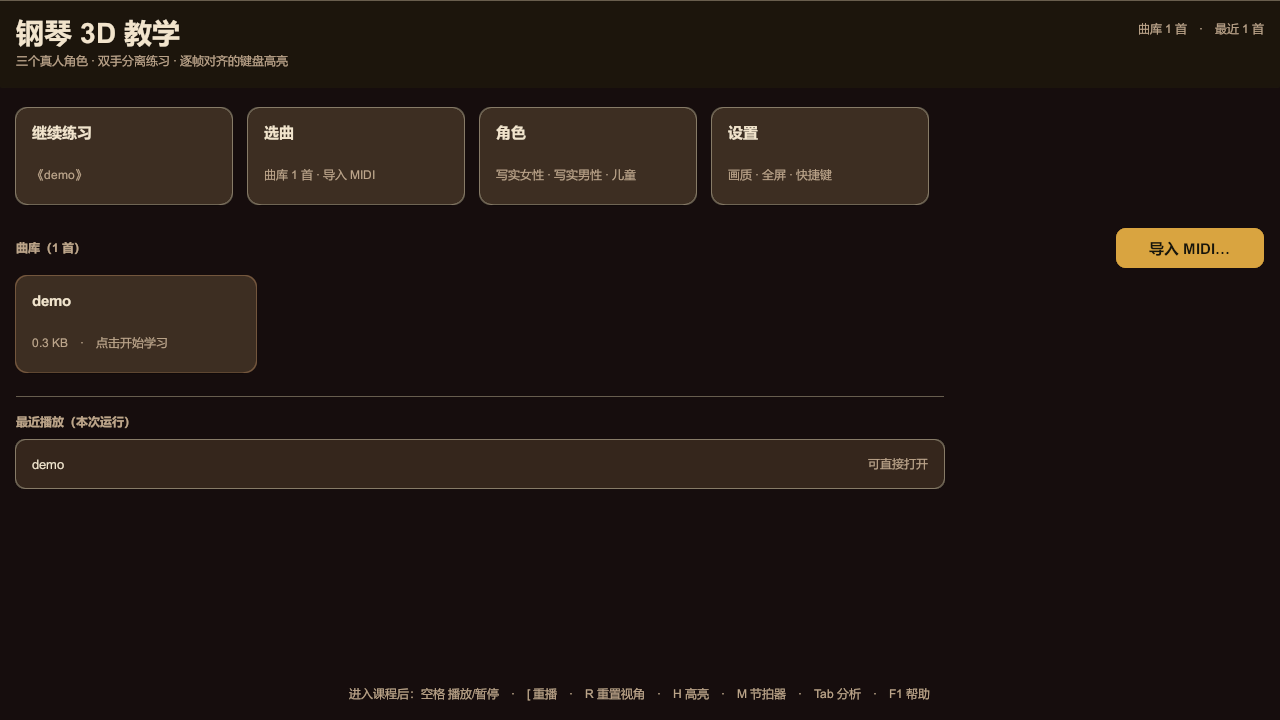 钢琴 3D 教学
曲库 1 首 · 最近 1 首
三个真人角色 · 双手分离练习 · 逐帧对齐的键盘高亮
继续练习
《demo》
选曲
曲库 1 首 · 导入 MIDI
角色
写实女性 · 写实男性 · 儿童
设置
画质 · 全屏 · 快捷键
曲库（1 首）
导入 MIDI...
demo
0.3 KB · 点击开始学习
最近播放（本次运行）
demo 可直接打开
进入课程后：空格 播放/暂停 · [ 重播 · R 重置视角 · H 高亮 · M 节拍器 · Tab 分析 · F1 帮助